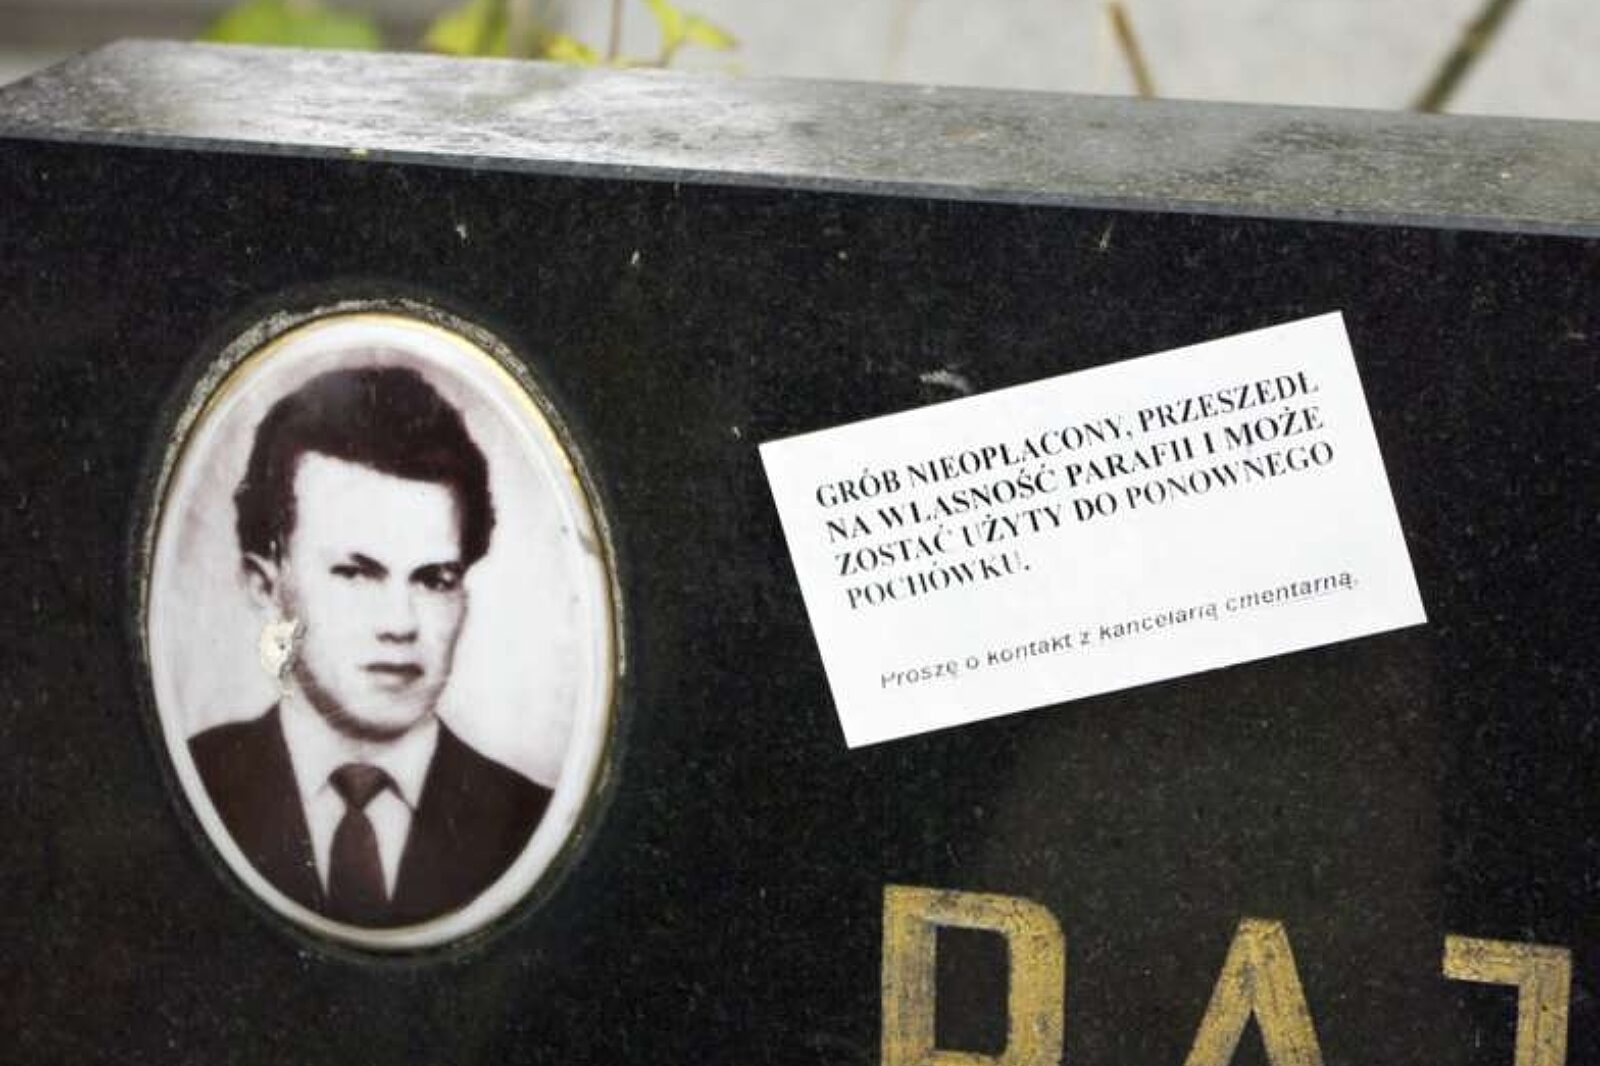 GRÓB NIEOPŁACONY, PRZESZEDŁ
NA WŁASNOŚĆ PARAFII I MOŻE
ZOSTAĆ UŻYTY DO PONOWNEGO
POCHÓWKU.
Proszę o kontakt z kancelarią cmentarną.